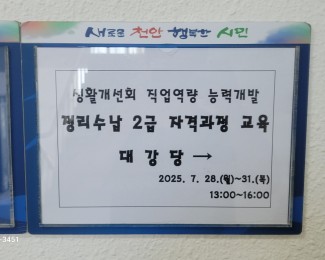 새로운 천안 행복한 시민
생활개선회 직업역량 능력개발
정리수납 2급 자격과정 교육
대강당 →
2025. 7. 28.(월)~31.(목)
13:00~16:00
-3451